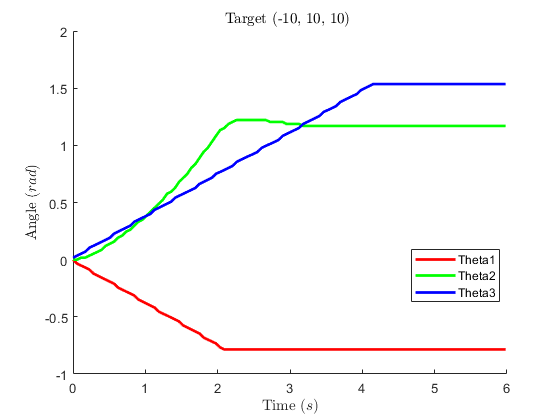 Target (-10, 10, 10)
2
1.5
1
0.5
0
-0.5
-1
Angle (rad)
0 1 2 3 4 5 6
Time (s)
Theta1
Theta2
Theta3